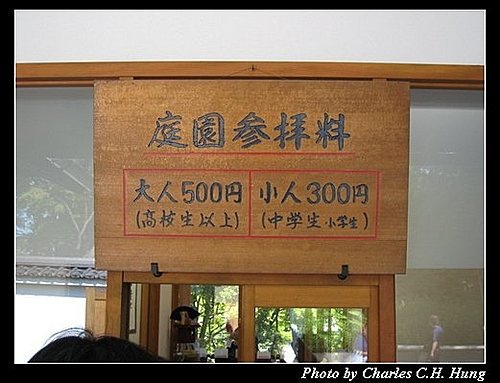 庭園参拝料
大人500円 小人300円
(高校生以上) (中学生小学生)
Photo by Charles C.H. Hung